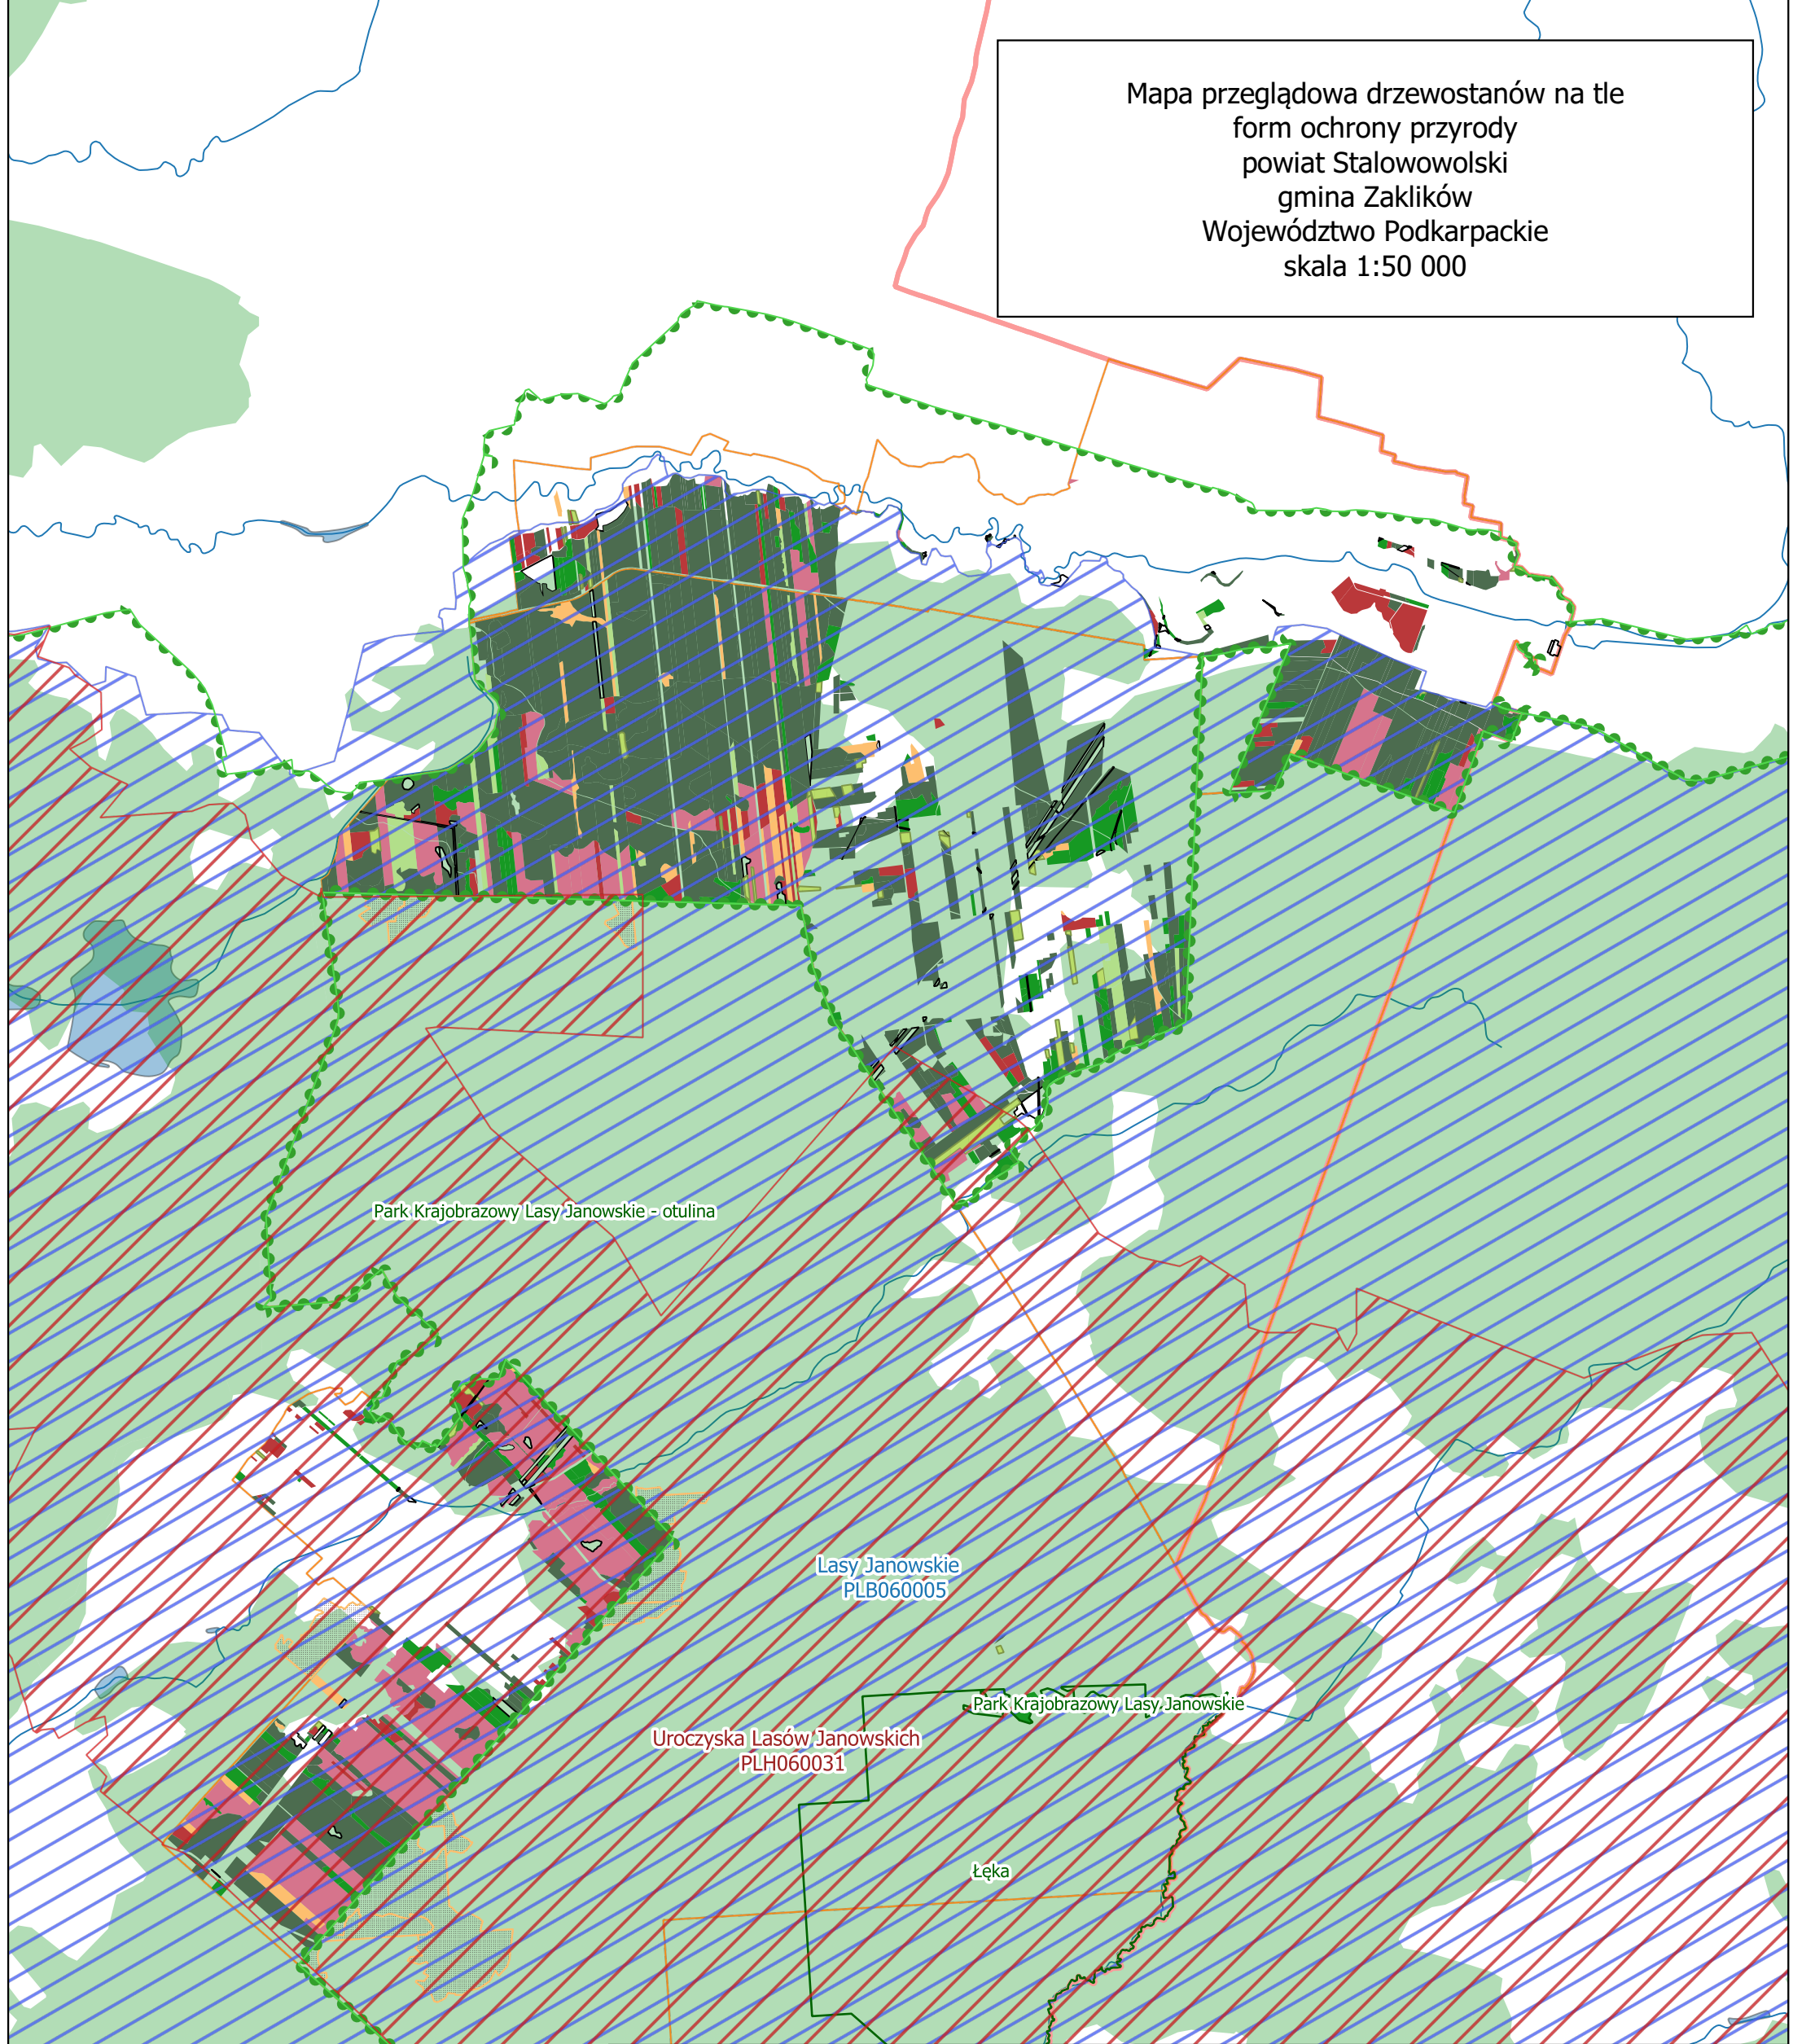 Mapa przeglądowa drzewostanów na tle
form ochrony przyrody
powiat Stalowowolski
gmina Zaklików
Województwo Podkarpackie
skala 1:50 000
Park Krajobrazowy Lasy Janowskie - otulina
Lasy Janowskie
PLB060005
Park Krajobrazowy Lasy Janowskie
Uroczyska Lasów Janowskich
PLH060031
Łęka